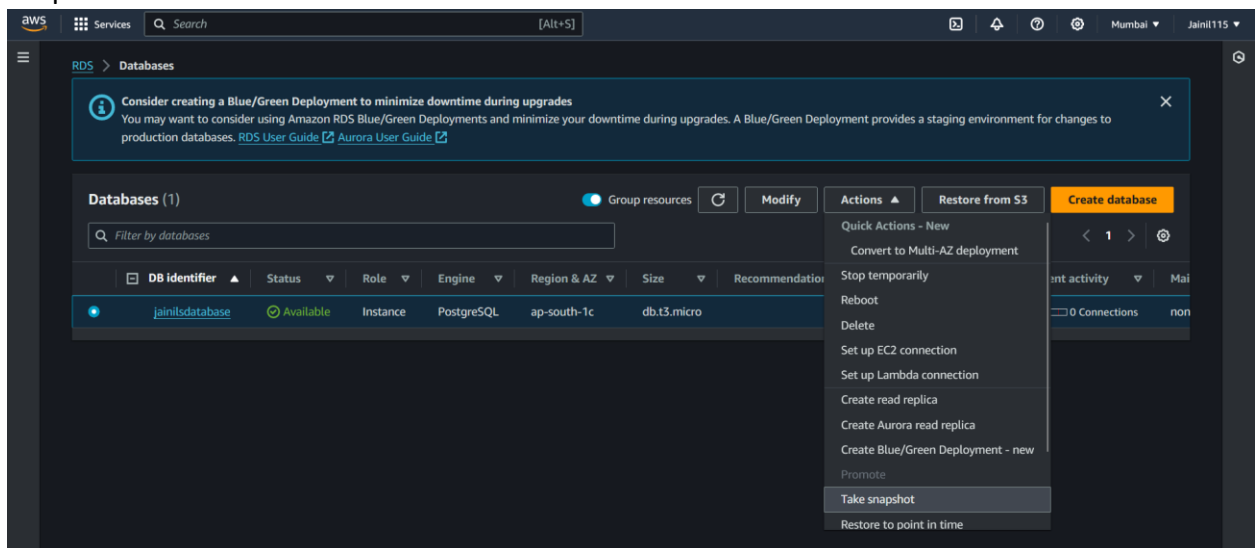 aws Services Search [Alt+S] Mumbai ▼ Jainil115 ▼
RDS > Databases
Consider creating a Blue/Green Deployment to minimize downtime during upgrades
You may want to consider using Amazon RDS Blue/Green Deployments and minimize your downtime during upgrades. A Blue/Green Deployment provides a staging environment for changes to
production databases. RDS User Guide Aurora User Guide
Databases (1) Group resources Modify Actions ▲ Restore from S3 Create database
Filter by databases < 1 >
DB identifier ▲ Status Role Engine Region & AZ Size Recommendation ent activity Mai
jainilsdatabase Available Instance PostgreSQL ap-south-1c db.t3.micro 0 Connections non
Quick Actions - New
Convert to Multi-AZ deployment
Stop temporarily
Reboot
Delete
Set up EC2 connection
Set up Lambda connection
Create read replica
Create Aurora read replica
Create Blue/Green Deployment - new
Promote
Take snapshot
Restore to point in time